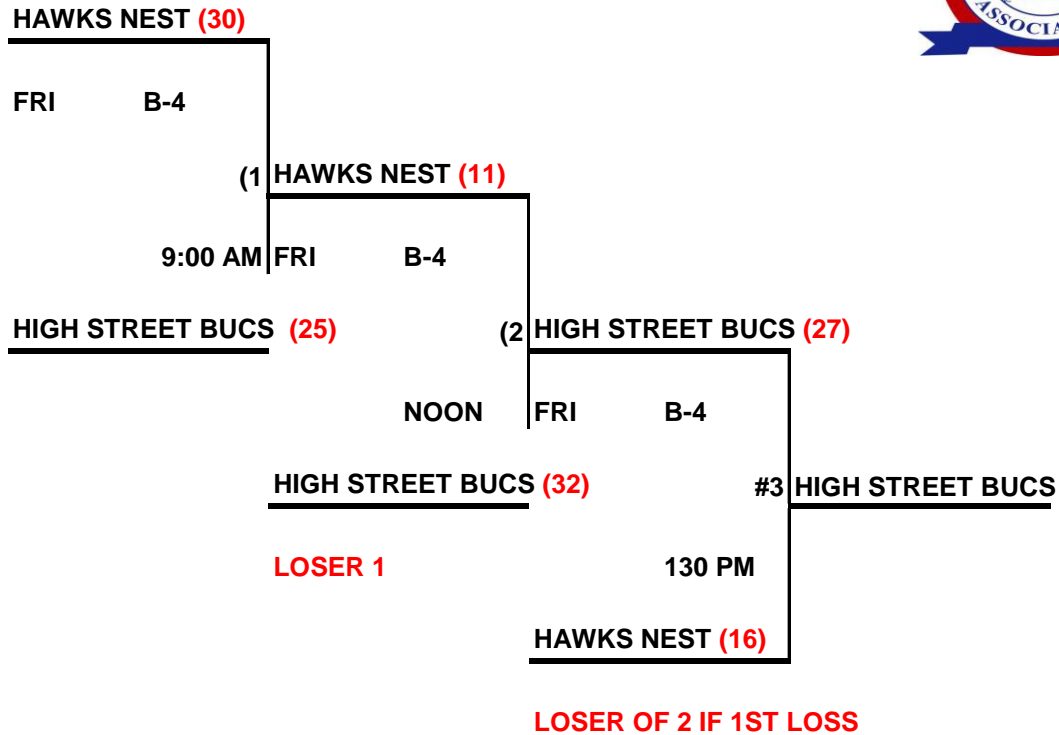 ASSOCIA
HAWKS NEST (30)
FRI B-4
(1 HAWKS NEST (11)
9:00 AM FRI B-4
HIGH STREET BUCS (25)
(2 HIGH STREET BUCS (27)
NOON FRI B-4
HIGH STREET BUCS (32)
#3 HIGH STREET BUCS
LOSER 1
130 PM
HAWKS NEST (16)
LOSER OF 2 IF 1ST LOSS